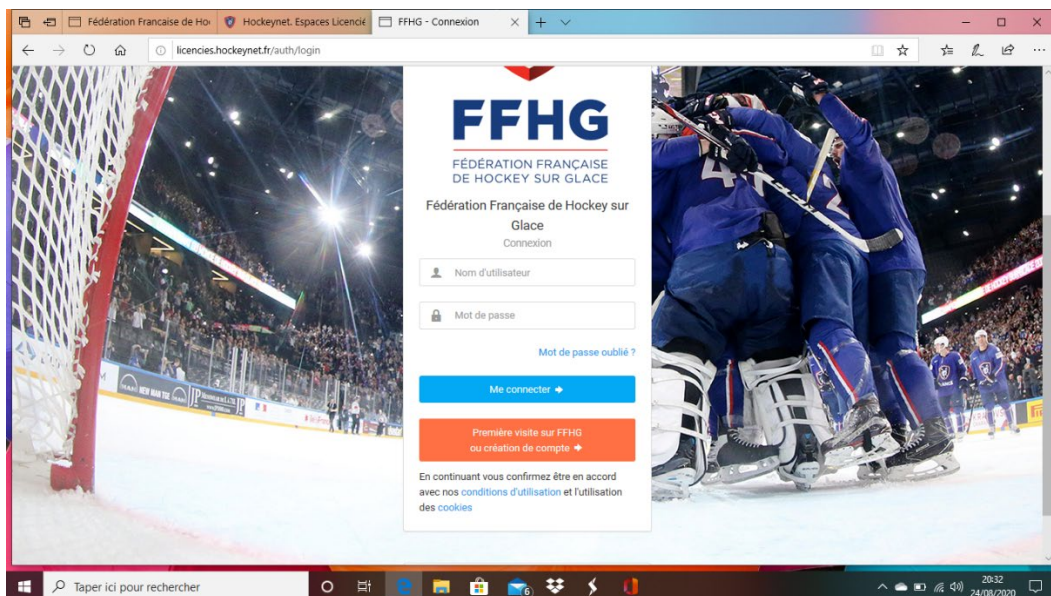 Fédération Francaise de Ho
Hockeynet. Espaces Licencié
FFHG - Connexion
licencies.hockeynet.fr/auth/login
FFHG
FÉDÉRATION FRANÇAISE
DE HOCKEY SUR GLACE
Fédération Française de Hockey sur
Glace
Connexion
Nom d'utilisateur
Mot de passe
Mot de passe oublié ?
Me connecter
Première visite sur FFHG
ou création de compte
En continuant vous confirmez être en accord
avec nos conditions d'utilisation et l'utilisation
des cookies
Taper ici pour rechercher
6
20:32
24/08/2020